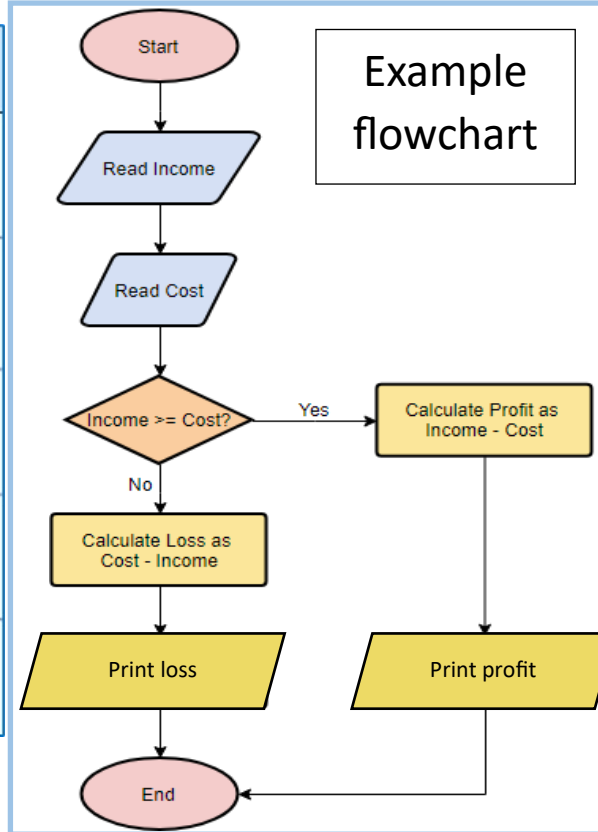 Start
Example
flowchart
Read Income
Read Cost
Income >= Cost?
Yes
Calculate Profit as
Income - Cost
No
Calculate Loss as
Cost - Income
Print loss
Print profit
End